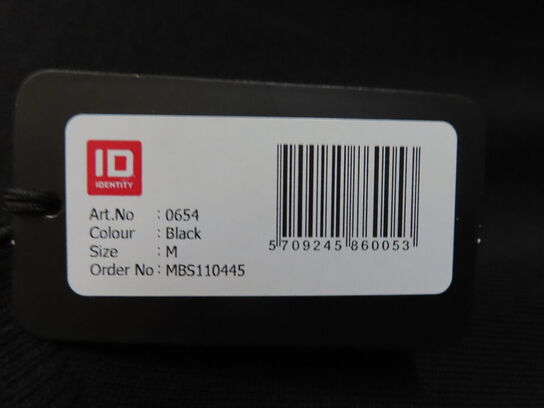 ID
IDENTITY
Art.No : 0654
Colour : Black
Size : M
Order No : MBS110445
5 709245 860053